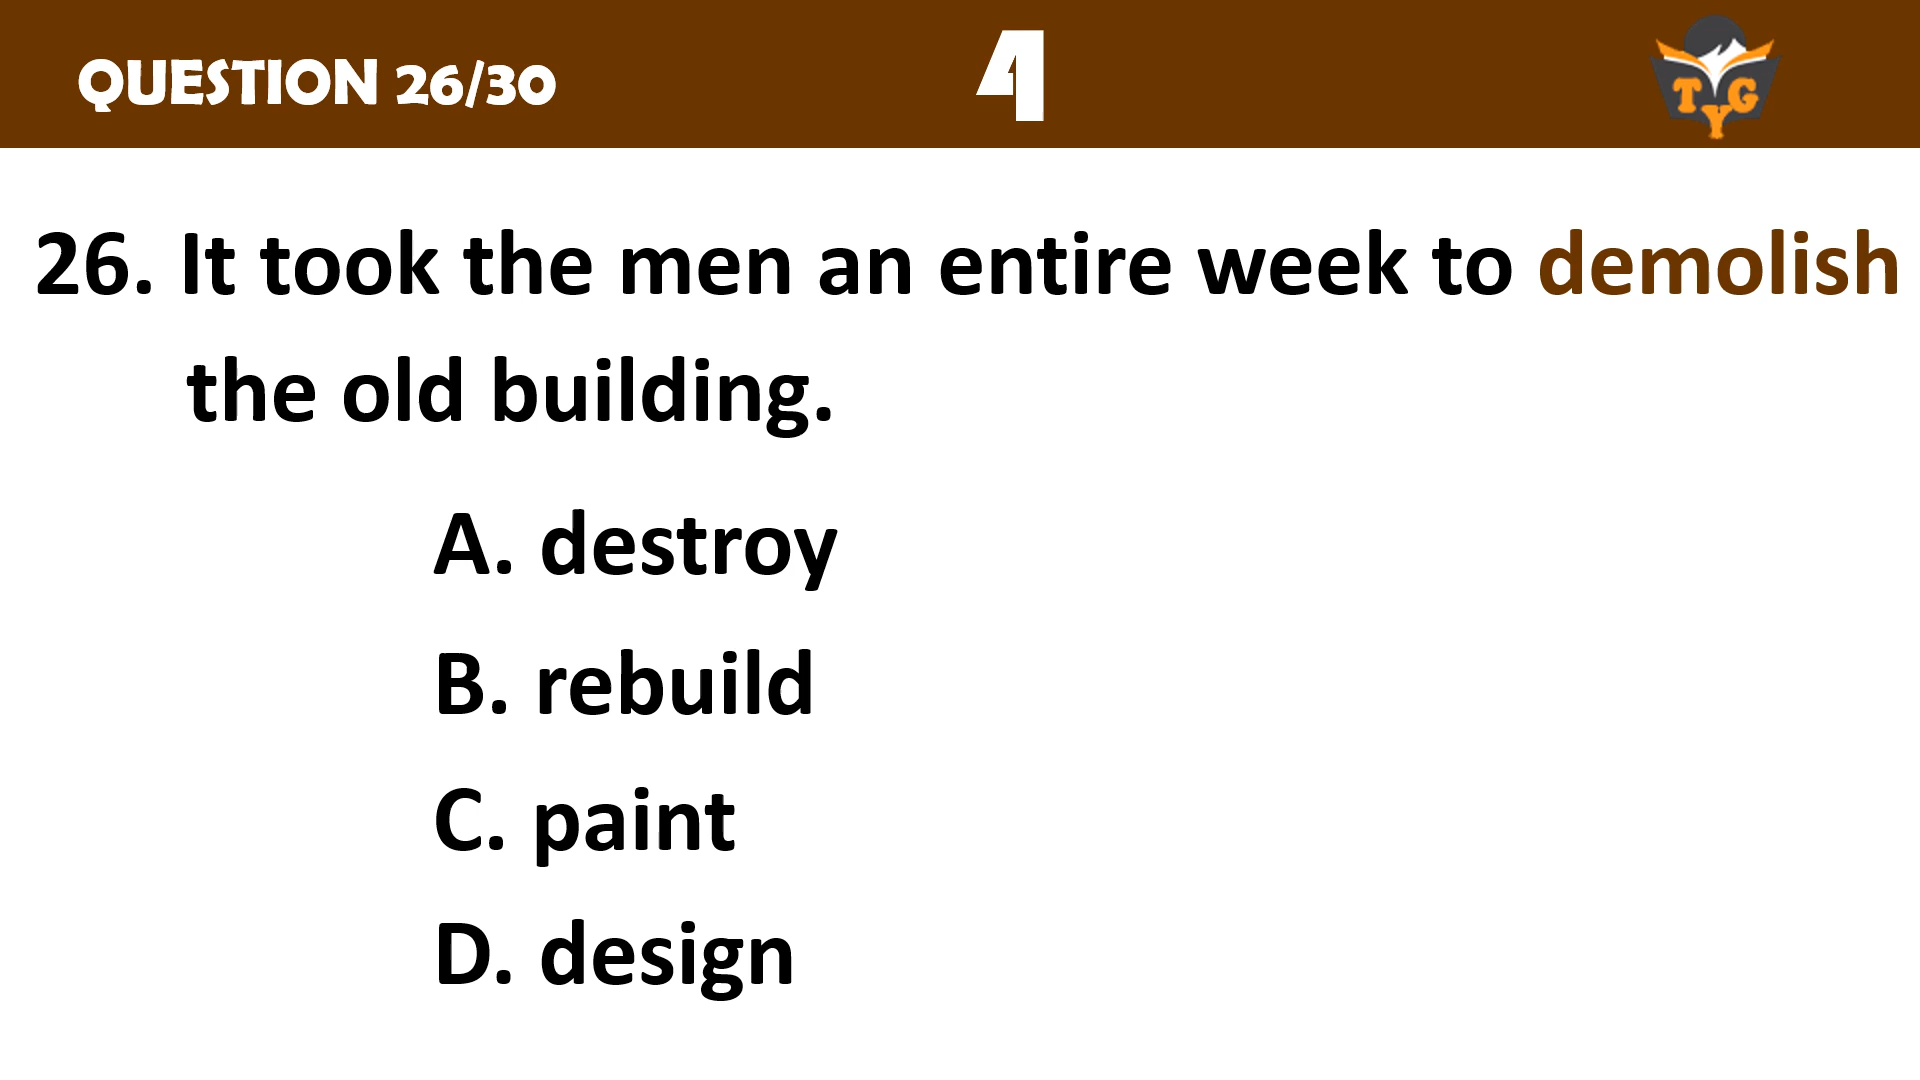 QUESTION 26/30
4
TYG
26. It took the men an entire week to demolish
the old building.
A. destroy
B. rebuild
C. paint
D. design